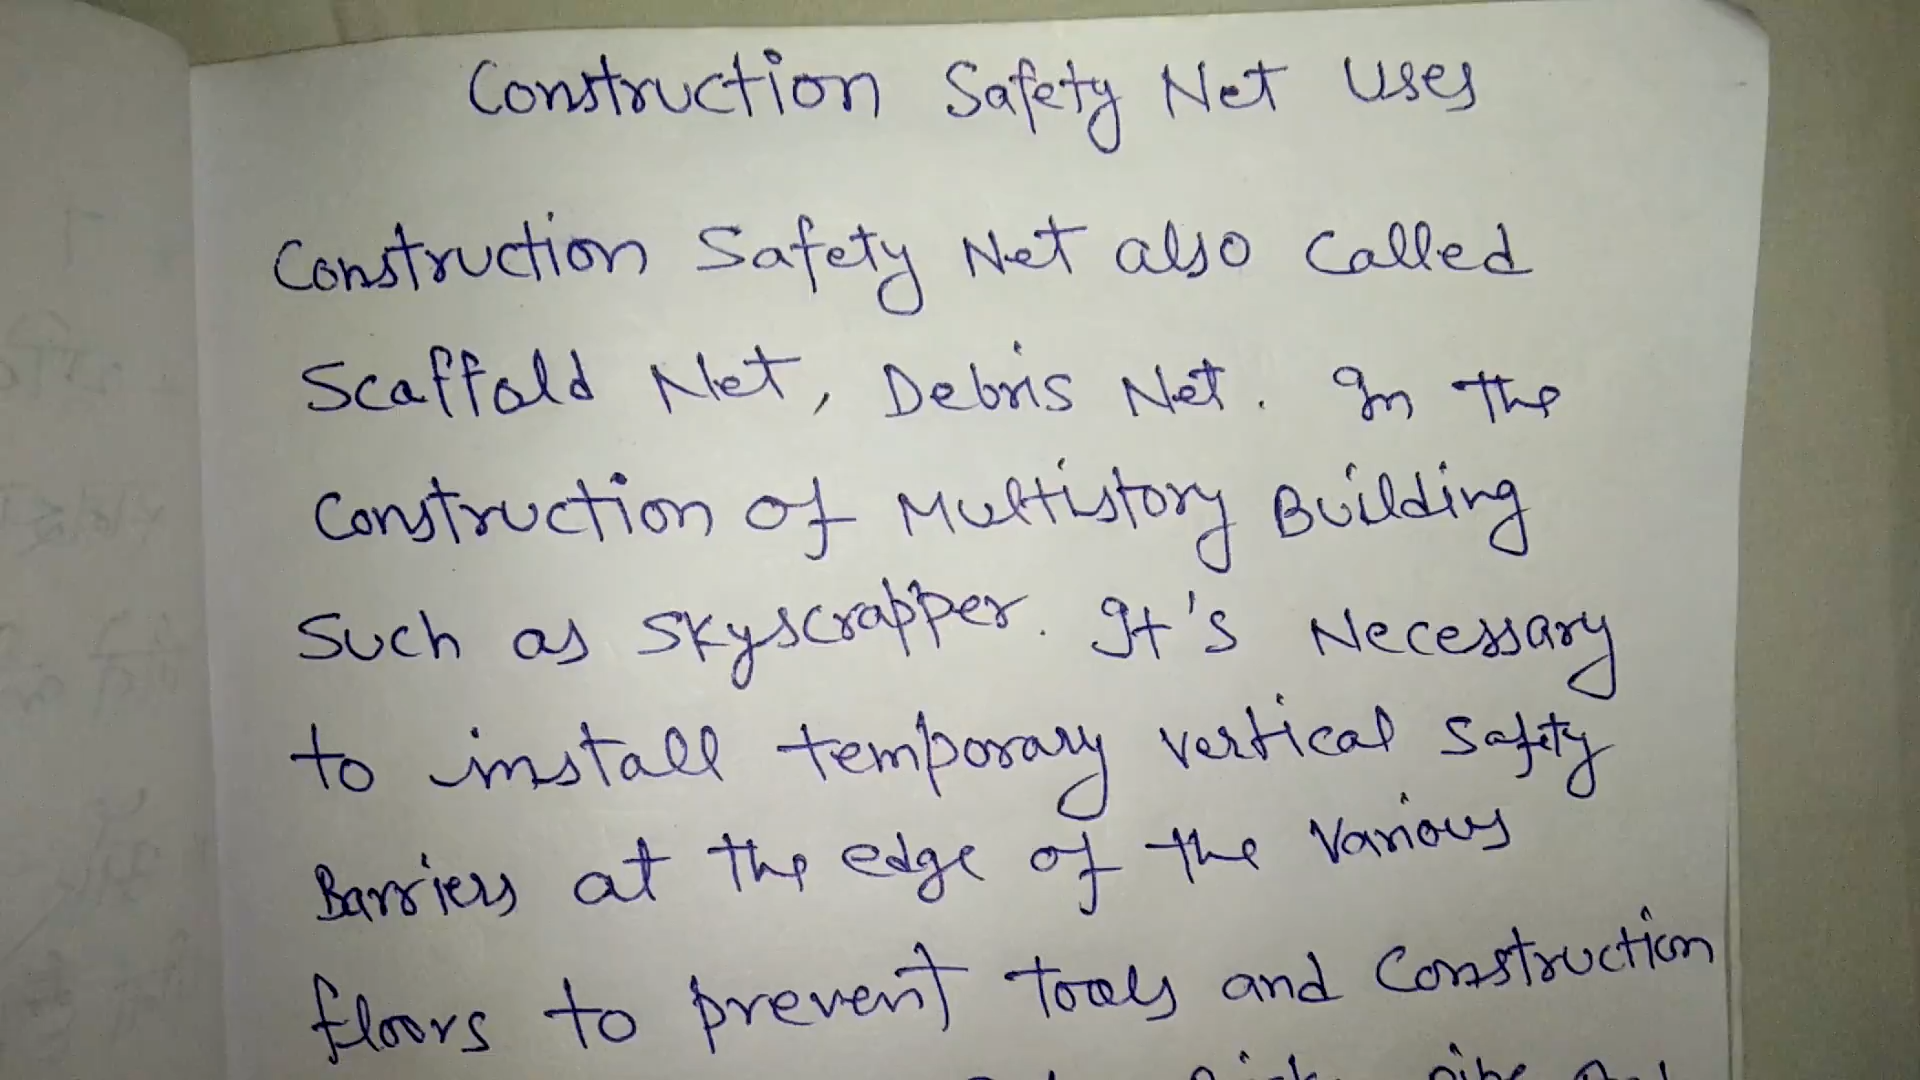 Construction Safety Net Uses
Construction Safety Net also called
Scaffold Net, Debris Net. In the
Construction of Multistory Building
Such as Skyscrapper. It's Necessary
to install temporary vertical Safety
Barriers at the edge of the Various
floors to prevent tools and Construction
pipe